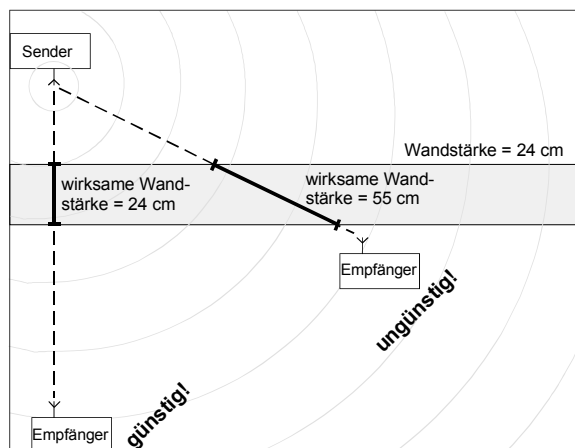 Sender
Wandstärke = 24 cm
wirksame Wand-
stärke = 24 cm
wirksame Wand-
stärke = 55 cm
Empfänger
ungünstig!
günstig!
Empfänger